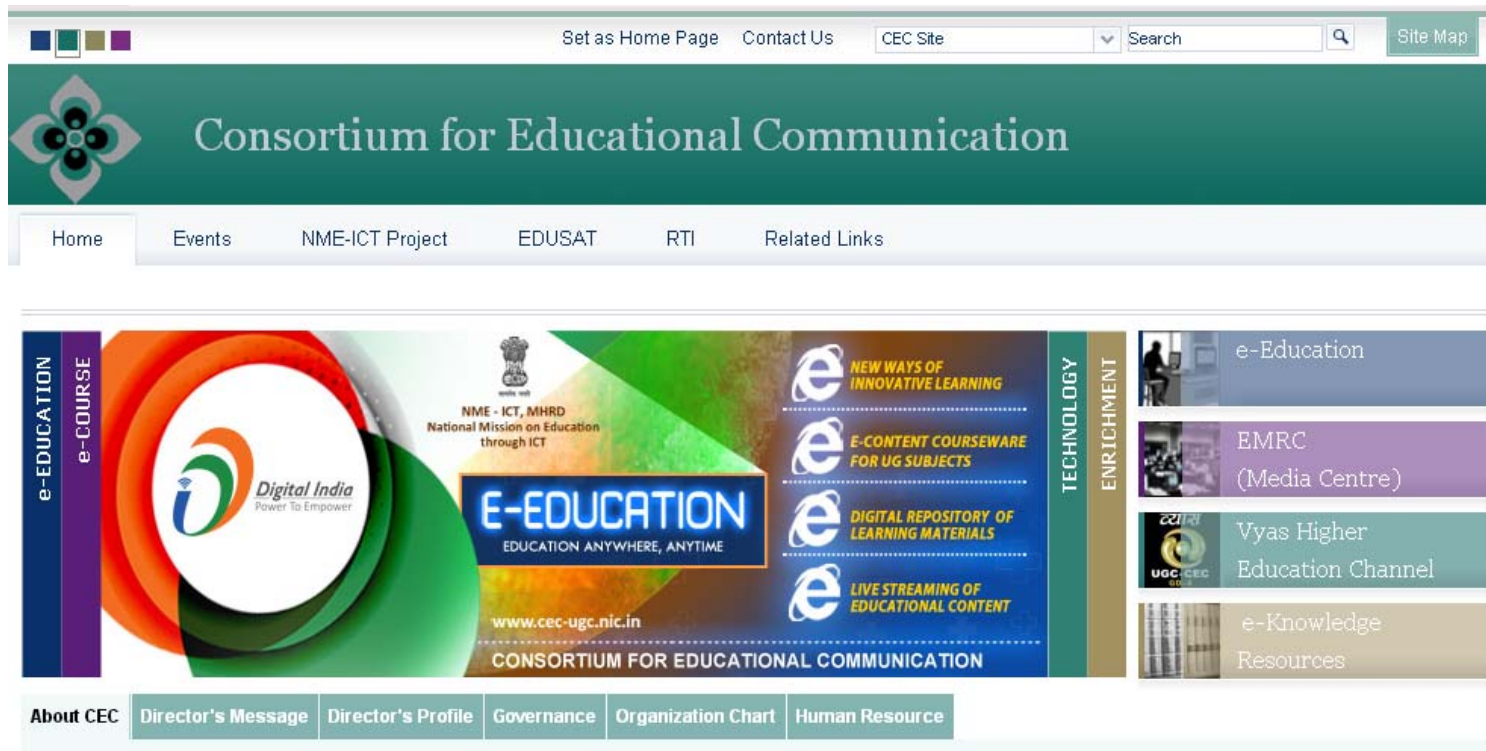 Set as Home Page Contact Us CEC Site Search Site Map
Consortium for Educational Communication
Home Events NME-ICT Project EDUSAT RTI Related Links
e-EDUCATION
e-COURSE
Digital India
Power To Empower
NME - ICT, MHRD
National Mission on Education
through ICT
E-EDUCATION
EDUCATION ANYWHERE, ANYTIME
www.cec-ugc.nic.in
CONSORTIUM FOR EDUCATIONAL COMMUNICATION
NEW WAYS OF
INNOVATIVE LEARNING
E-CONTENT COURSEWARE
FOR UG SUBJECTS
DIGITAL REPOSITORY OF
LEARNING MATERIALS
LIVE STREAMING OF
EDUCATIONAL CONTENT
TECHNOLOGY
ENRICHMENT
e-Education
EMRC
(Media Centre)
व्यास
UGC-CEC
Vyas Higher
Education Channel
e-Knowledge
Resources
About CEC Director's Message Director's Profile Governance Organization Chart Human Resource